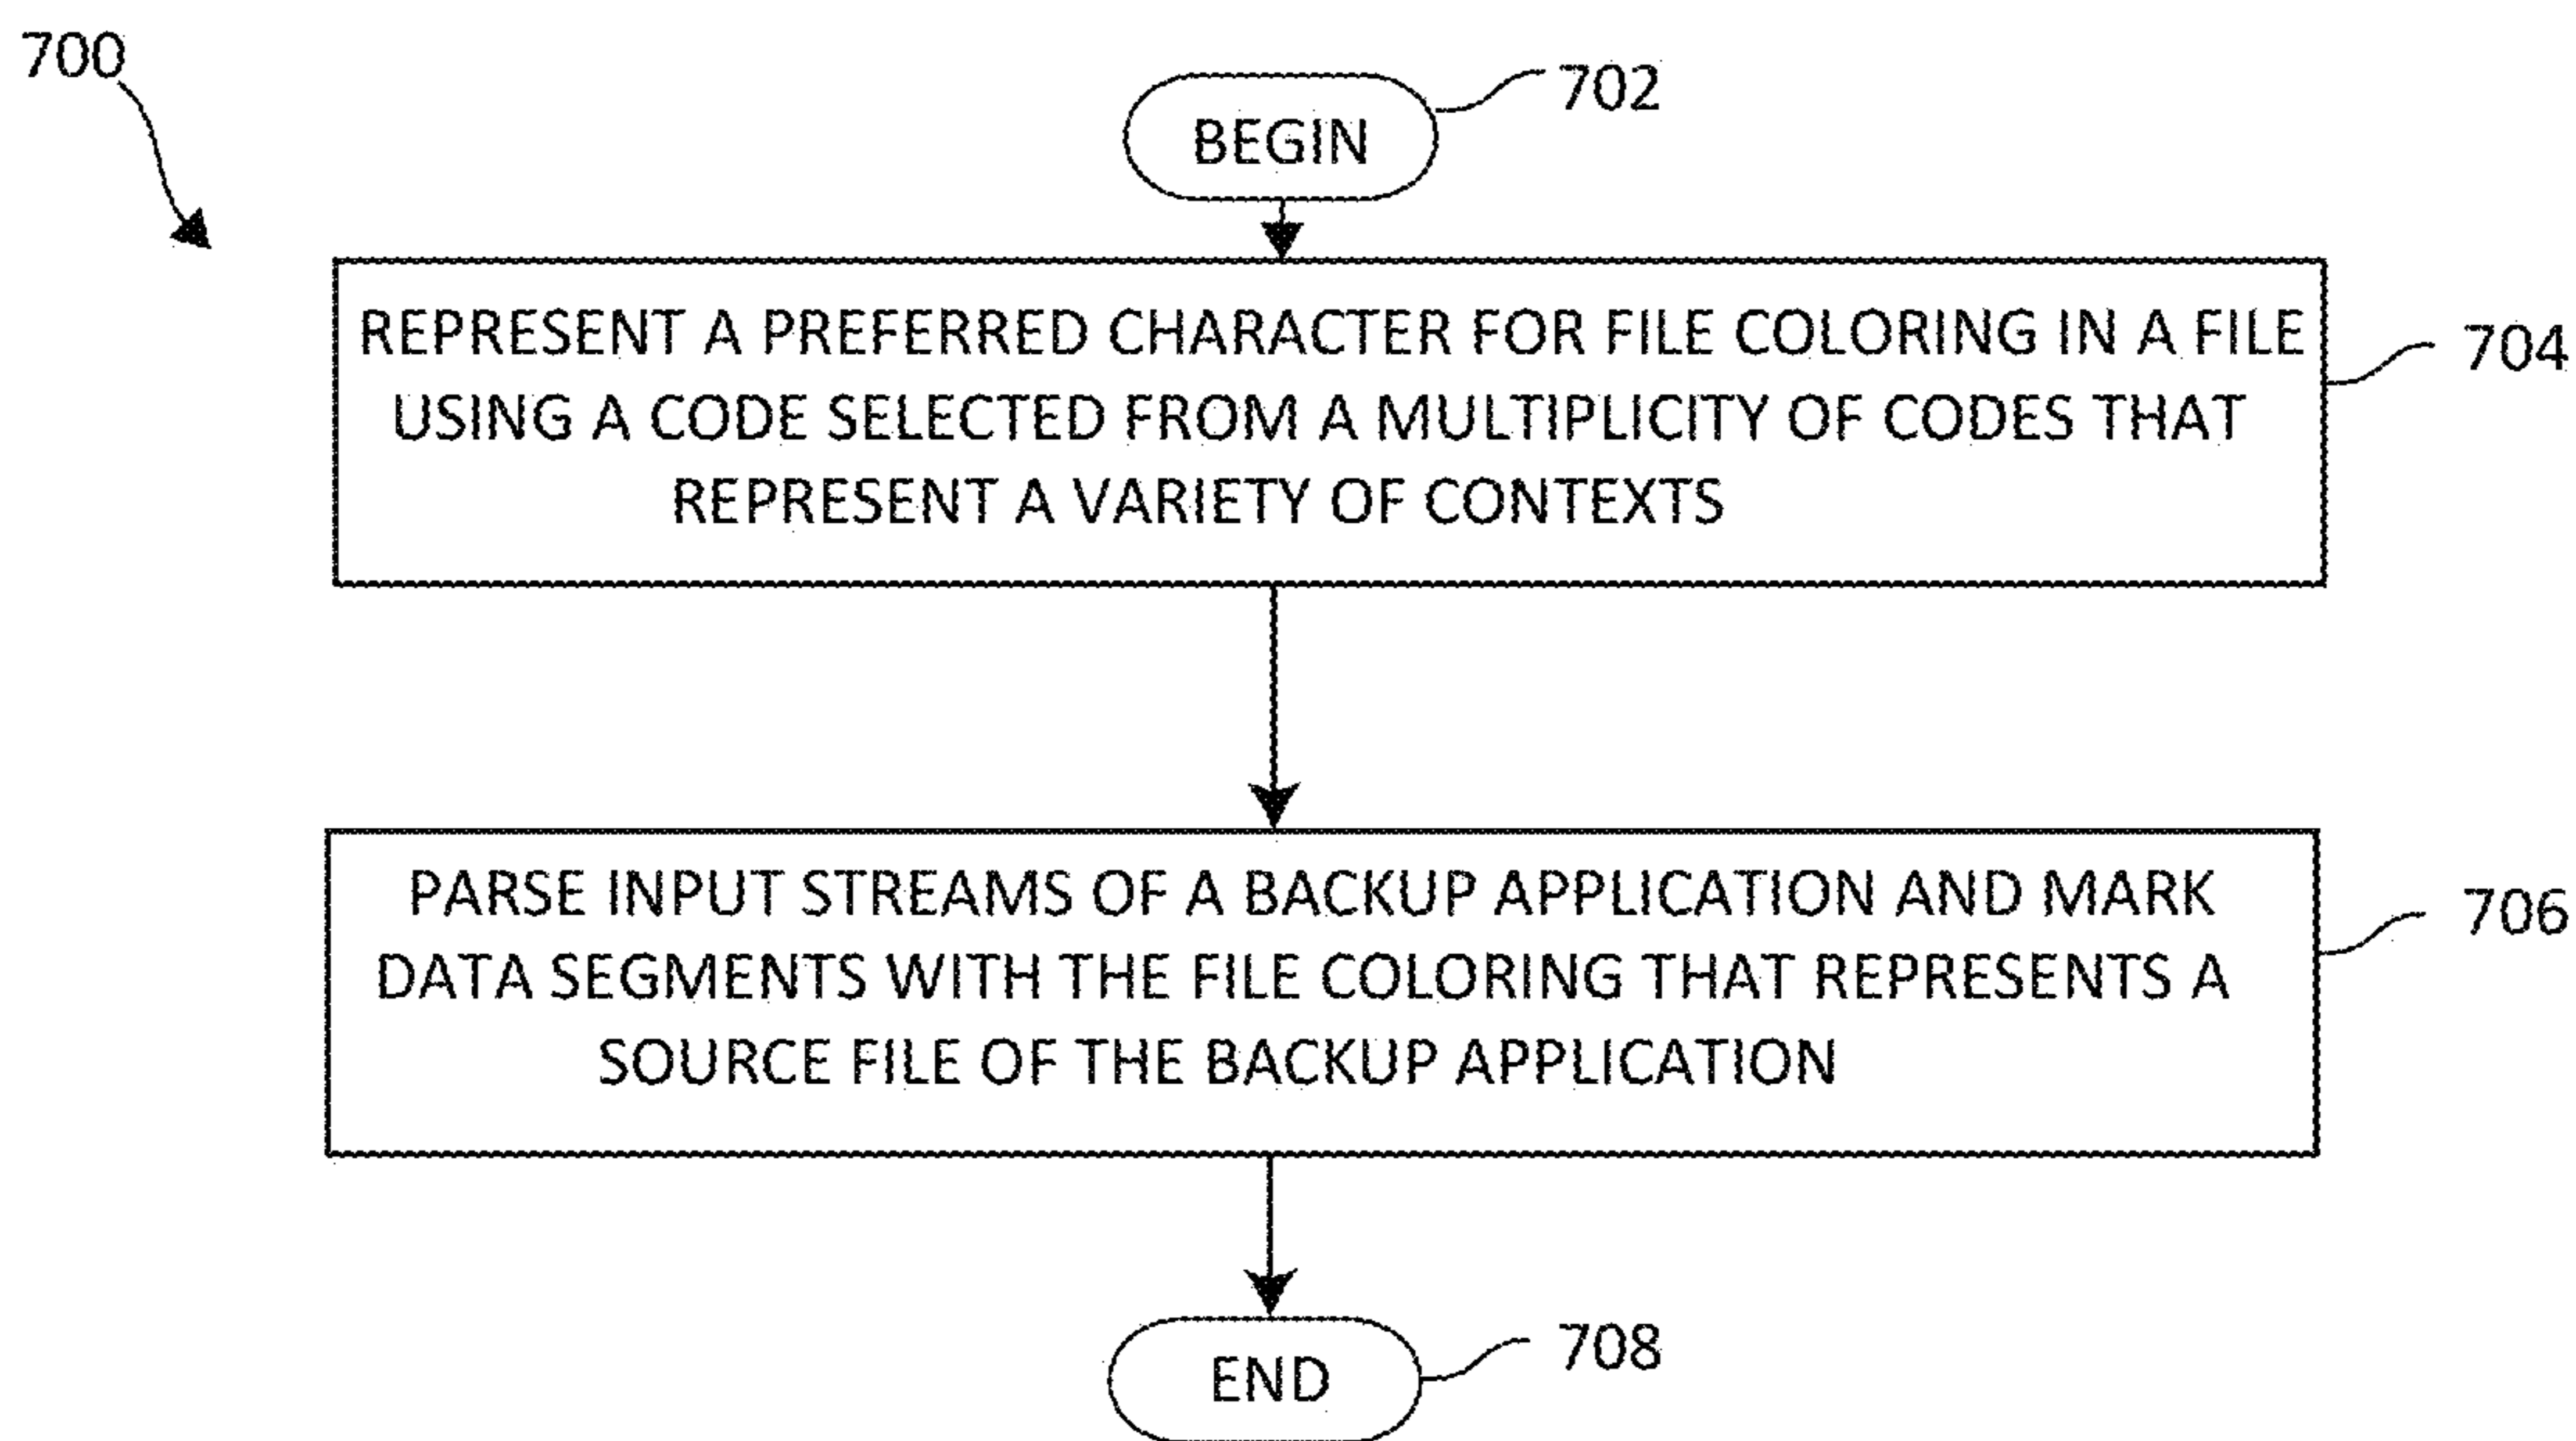 700
702
BEGIN
REPRESENT A PREFERRED CHARACTER FOR FILE COLORING IN A FILE
USING A CODE SELECTED FROM A MULTIPLICITY OF CODES THAT
REPRESENT A VARIETY OF CONTEXTS
704
PARSE INPUT STREAMS OF A BACKUP APPLICATION AND MARK
DATA SEGMENTS WITH THE FILE COLORING THAT REPRESENTS A
SOURCE FILE OF THE BACKUP APPLICATION
706
END
708